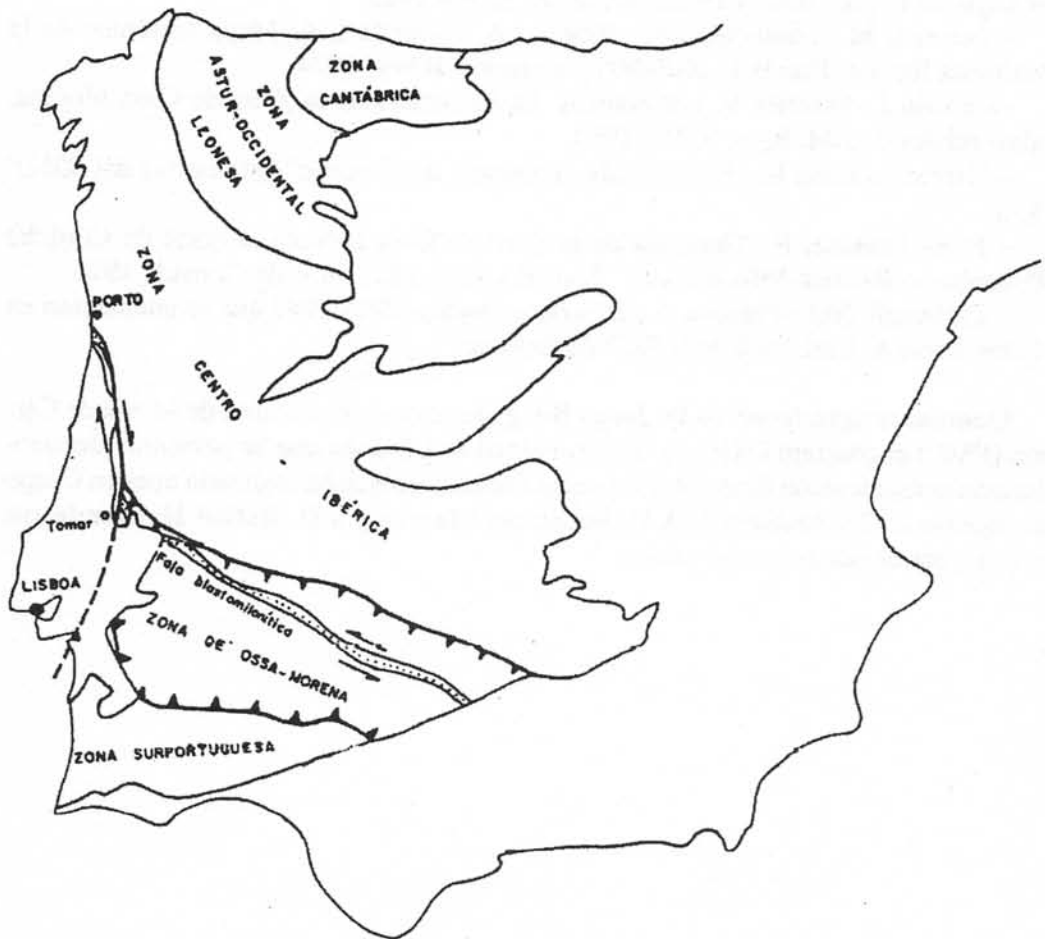 ZONA
ASTUR-OCCIDENTAL
LEONESA
ZONA
CANTÁBRICA
ZONA
CENTRO
IBÉRICA
PORTO
Tomar
LISBOA
Faja blastomilonítica
ZONA DE OSSA-MORENA
ZONA SURPORTUGUESA